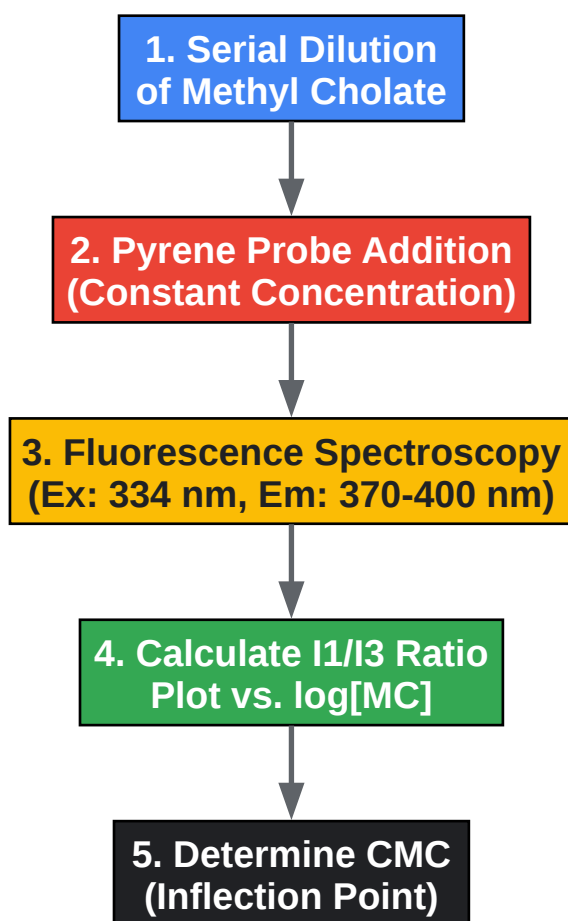 1. Serial Dilution
of Methyl Cholate
2. Pyrene Probe Addition
(Constant Concentration)
3. Fluorescence Spectroscopy
(Ex: 334 nm, Em: 370-400 nm)
4. Calculate I1/I3 Ratio
Plot vs. log[MC]
5. Determine CMC
(Inflection Point)